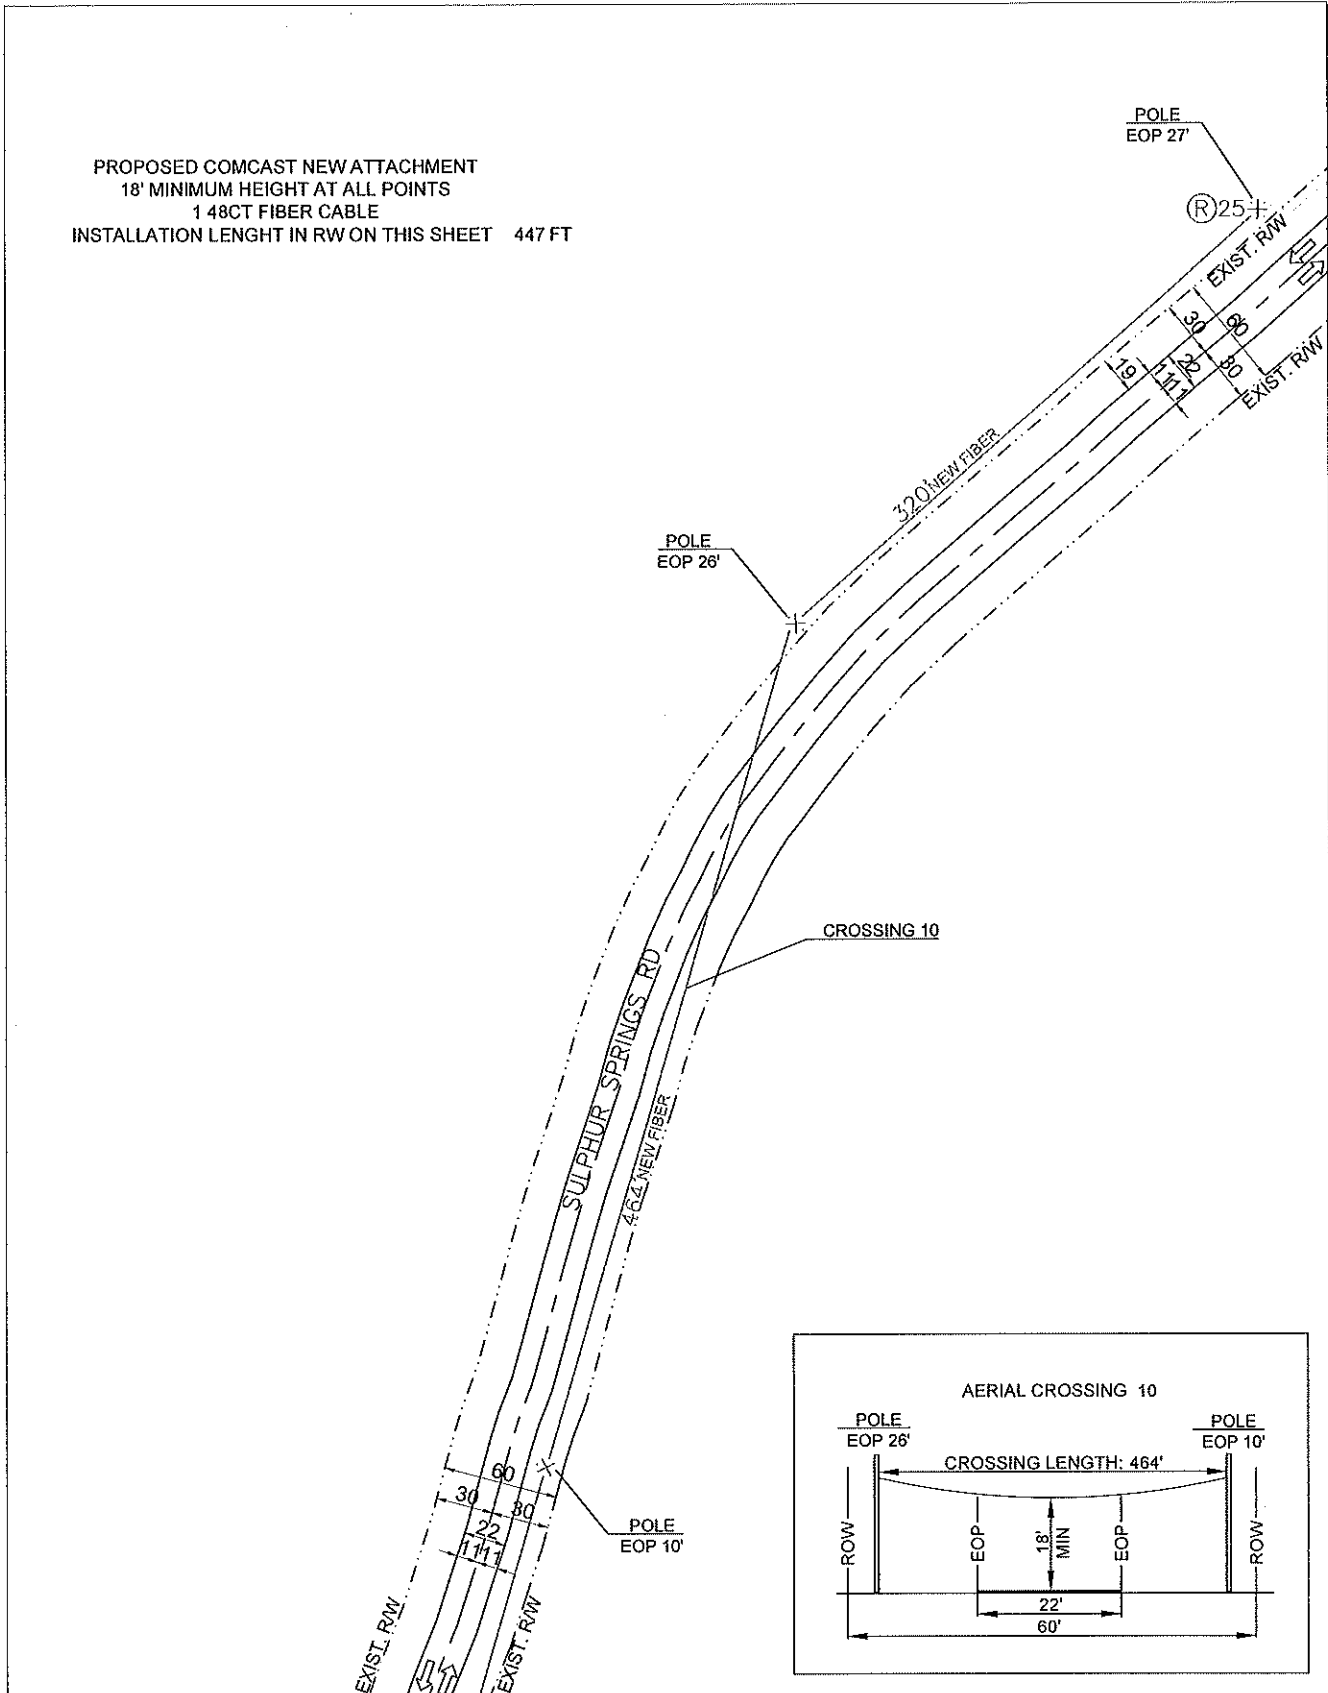 POLE
EOP 27'
PROPOSED COMCAST NEW ATTACHMENT
18' MINIMUM HEIGHT AT ALL POINTS
1 48CT FIBER CABLE
INSTALLATION LENGHT IN RW ON THIS SHEET 447 FT
R 25
EXIST. R/W
60
30
30
22
19
11
11
EXIST. R/W
320' NEW FIBER
POLE
EOP 26'
CROSSING 10
SULPHUR SPRINGS RD
464' NEW FIBER
60
30
30
22
11
11
POLE
EOP 10'
EXIST. R/W
EXIST. R/W
AERIAL CROSSING 10
POLE
EOP 26'
POLE
EOP 10'
CROSSING LENGTH: 464'
ROW
EOP
18'
MIN
EOP
ROW
22'
60'